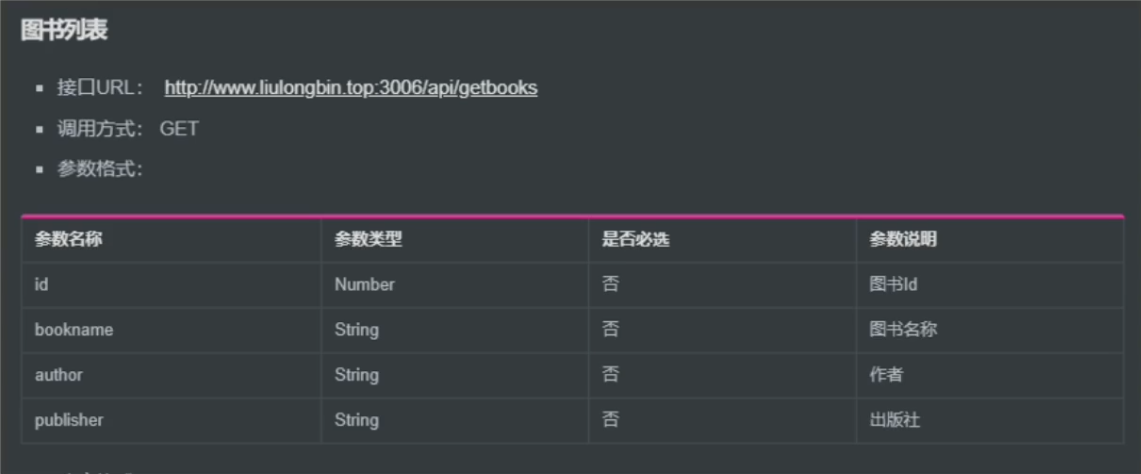 图书列表
接口URL： http://www.liulongbin.top:3006/api/getbooks
调用方式： GET
参数格式：
参数名称 参数类型 是否必选 参数说明
id Number 否 图书Id
bookname String 否 图书名称
author String 否 作者
publisher String 否 出版社